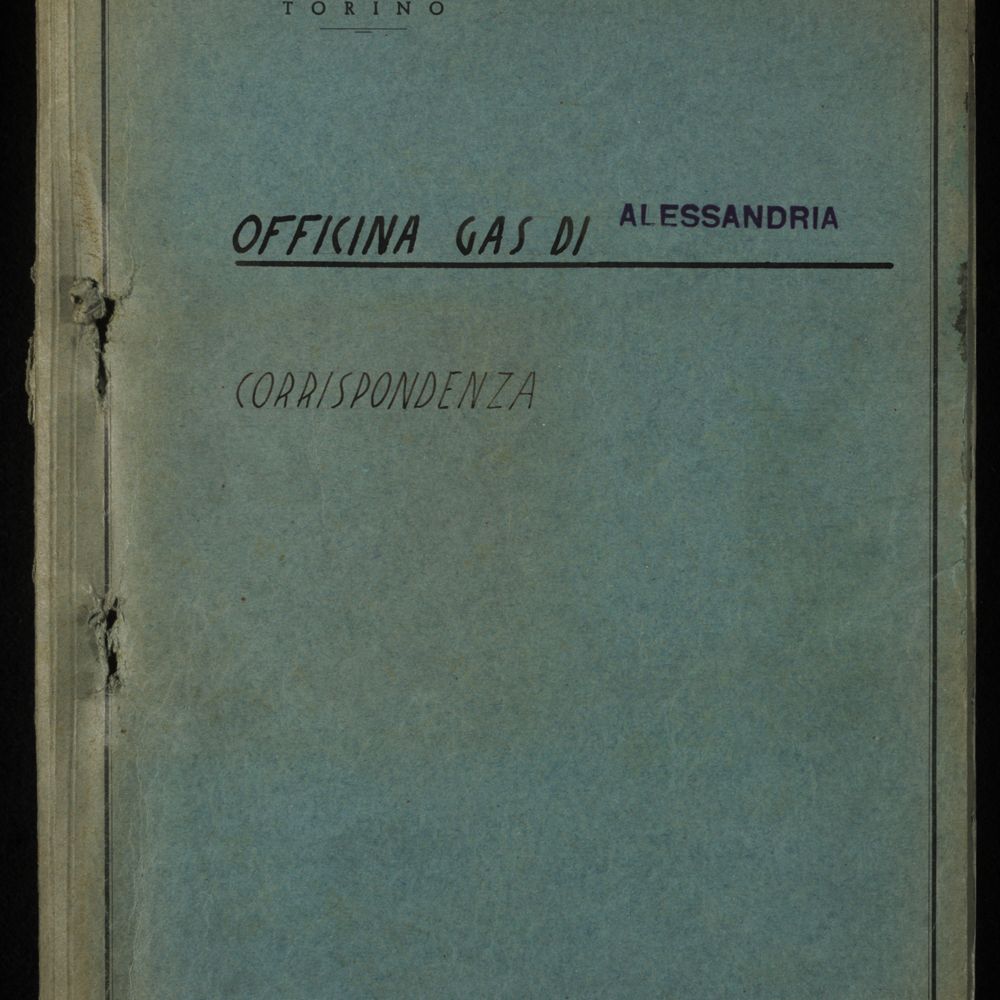 TORINO
OFFICINA GAS DI ALESSANDRIA
CORRISPONDENZA